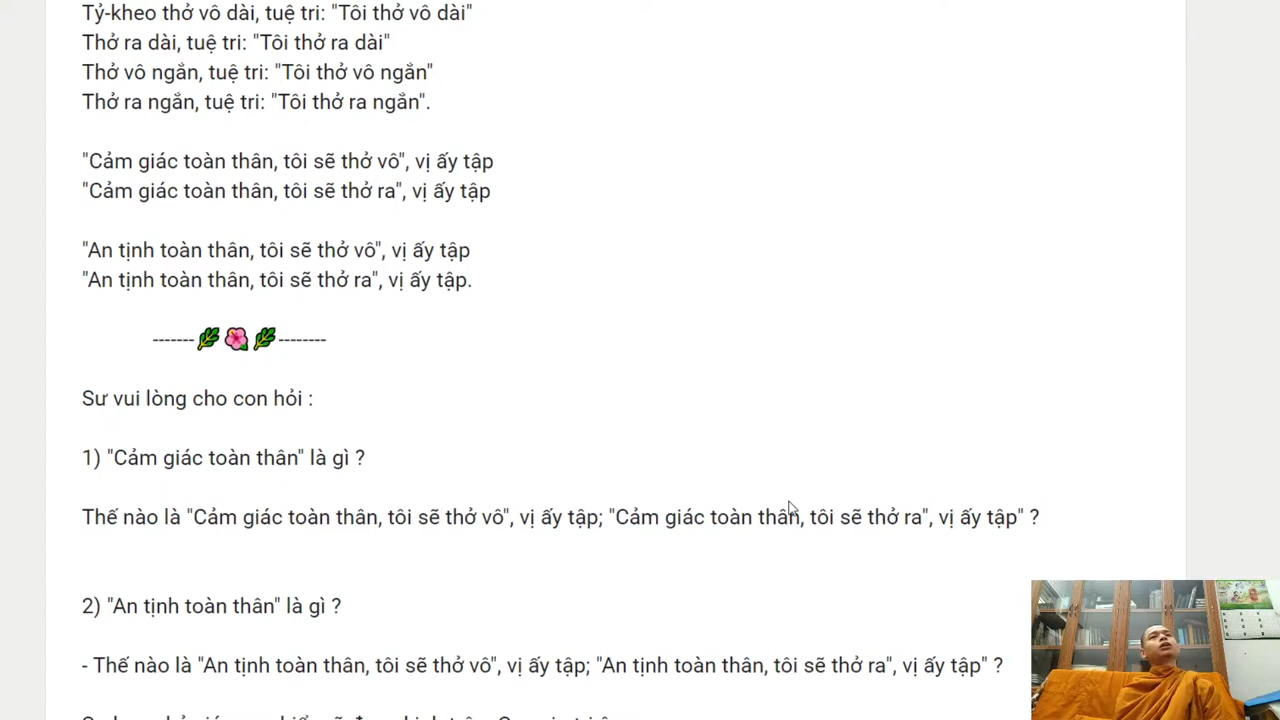 Tỷ-kheo thở vô dài, tuệ tri: "Tôi thở vô dài"
Thở ra dài, tuệ tri: "Tôi thở ra dài"
Thở vô ngắn, tuệ tri: "Tôi thở vô ngắn"
Thở ra ngắn, tuệ tri: "Tôi thở ra ngắn".
"Cảm giác toàn thân, tôi sẽ thở vô", vị ấy tập
"Cảm giác toàn thân, tôi sẽ thở ra", vị ấy tập
"An tịnh toàn thân, tôi sẽ thở vô", vị ấy tập
"An tịnh toàn thân, tôi sẽ thở ra", vị ấy tập.
-------🌿🌺🌿--------
Sư vui lòng cho con hỏi :
1) "Cảm giác toàn thân" là gì ?
Thế nào là "Cảm giác toàn thân, tôi sẽ thở vô", vị ấy tập; "Cảm giác toàn thân, tôi sẽ thở ra", vị ấy tập" ?
2) "An tịnh toàn thân" là gì ?
- Thế nào là "An tịnh toàn thân, tôi sẽ thở vô", vị ấy tập; "An tịnh toàn thân, tôi sẽ thở ra", vị ấy tập" ?